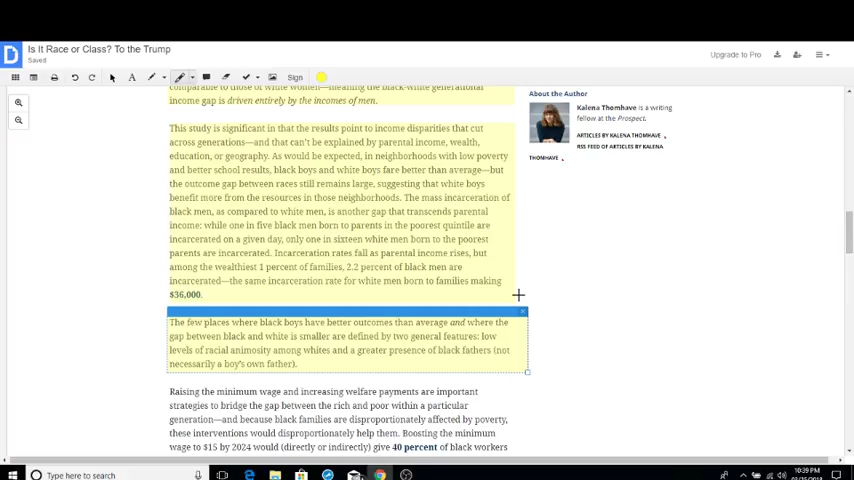 Is It Race or Class? To the Trump
Saved
Upgrade to Pro
Sign
comparable to those of white women—meaning the black-white generational
income gap is driven entirely by the incomes of men.
This study is significant in that the results point to income disparities that cut
across generations—and that can't be explained by parental income, wealth,
education, or geography. As would be expected, in neighborhoods with low poverty
and better school results, black boys and white boys fare better than average—but
the outcome gap between races still remains large, suggesting that white boys
benefit more from the resources in those neighborhoods. The mass incarceration of
black men, as compared to white men, is another gap that transcends parental
income: while one in five black men born to parents in the poorest quintile are
incarcerated on a given day, only one in sixteen white men born to the poorest
parents are incarcerated. Incarceration rates fall as parental income rises, but
among the wealthiest 1 percent of families, 2.2 percent of black men are
incarcerated—the same incarceration rate for white men born to families making
$36,000.
The few places where black boys have better outcomes than average and where the
gap between black and white is smaller are defined by two general features: low
levels of racial animosity among whites and a greater presence of black fathers (not
necessarily a boy's own father).
Raising the minimum wage and increasing welfare payments are important
strategies to bridge the gap between the rich and poor within a particular
generation—and because black families are disproportionately affected by poverty,
these interventions would disproportionately help them. Boosting the minimum
wage to $15 by 2024 would (directly or indirectly) give 40 percent of black workers
About the Author
Kalena Thomhave is a writing
fellow at the Prospect.
ARTICLES BY KALENA THOMHAVE
RSS FEED OF ARTICLES BY KALENA
THOMHAVE
Type here to search
10:39 PM